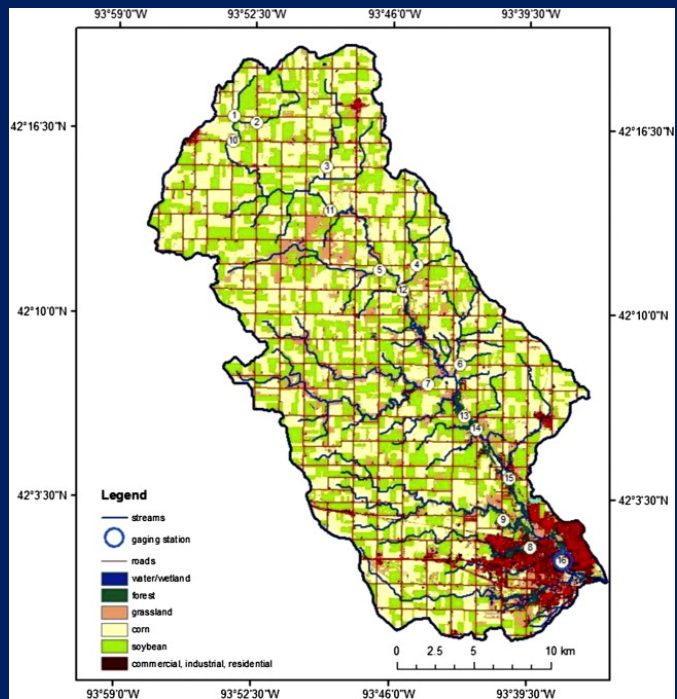 93°59'0"W 93°52'30"W 93°46'0"W 93°39'30"W
42°16'30"N 42°16'30"N
1
2
10
3
11
5
4
12
42°10'0"N 42°10'0"N
6
7
13
14
15
42°3'30"N 42°3'30"N
9
8
16
Legend
streams
gaging station
roads
water/wetland
forest
grassland
corn
soybean
commercial, industrial, residential
0 2.5 5 10 km
93°59'0"W 93°52'30"W 93°46'0"W 93°39'30"W